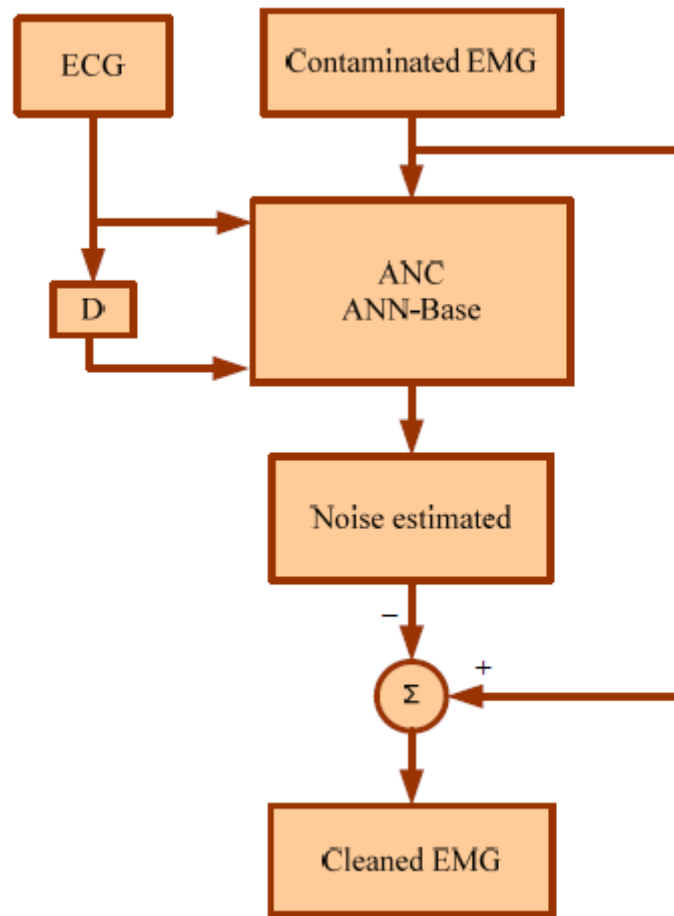 ECG
Contaminated EMG
ANC
ANN-Base
D
Noise estimated
−
+
Σ
Cleaned EMG